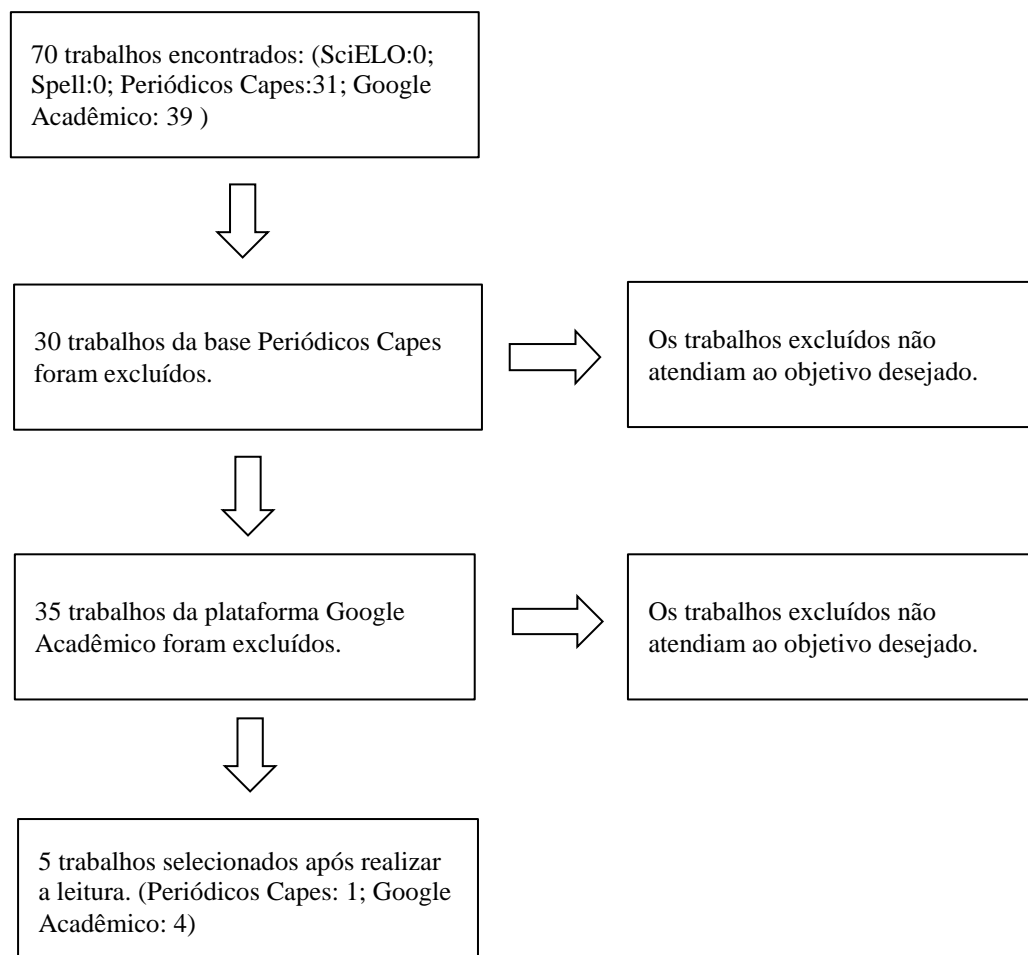 70 trabalhos encontrados: (SciELO:0;
Spell:0; Periódicos Capes:31; Google
Acadêmico: 39 )
30 trabalhos da base Periódicos Capes
foram excluídos.
Os trabalhos excluídos não
atendiam ao objetivo desejado.
35 trabalhos da plataforma Google
Acadêmico foram excluídos.
Os trabalhos excluídos não
atendiam ao objetivo desejado.
5 trabalhos selecionados após realizar
a leitura. (Periódicos Capes: 1; Google
Acadêmico: 4)